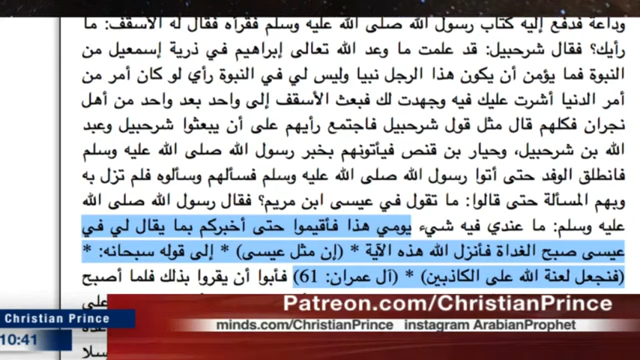 وداعة فدفع إليه كتاب رسول الله صلى الله عليه وسلم فقرأه فقال له الأسقف: ما
رأيك؟ فقال شرحبيل: قد علمت ما وعد الله تعالى إبراهيم في ذرية إسمعيل من
النبوة فما يؤمن أن يكون هذا الرجل نبيا وليس لي في النبوة رأي لو كان أمر من
أمر الدنيا أشرت عليك فيه وجهدت لك فبعث الأسقف إلى واحد بعد واحد من أهل
نجران فكلهم قال مثل قول شرحبيل فاجتمع رأيهم على أن يبعثوا شرحبيل وعبد
الله بن شرحبيل، وحيار بن قنص فيأتونهم بخبر رسول الله صلى الله عليه وسلم
فانطلق الوفد حتى أتوا رسول الله صلى الله عليه وسلم فسألهم وسألوه فلم تزل به
وبهم المسألة حتى قالوا: ما تقول في عيسى ابن مريم؟ فقال رسول الله صلى الله
عليه وسلم: ما عندي فيه شيء يومي هذا فأقيموا حتى أخبركم بما يقال لي في
عيسى صبح الغداة فأنزل الله هذه الآية * (إن مثل عيسى) * إلى قوله سبحانه: *
(فنجعل لعنة الله على الكاذبين) * (آل عمران: 61) فأبوا أن يقروا بذلك فلما أصبح
على
Patreon.com/ChristianPrince
Christian Prince
10:41
minds.com/ChristianPrince instagram ArabianProphet